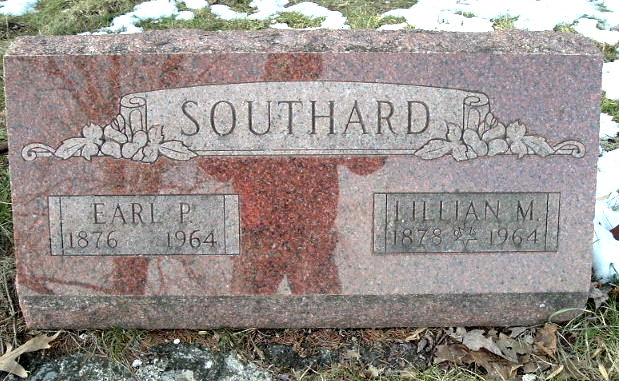 SOUTHARD
EARL P.
1876 1964
LILLIAN M.
1878 1964